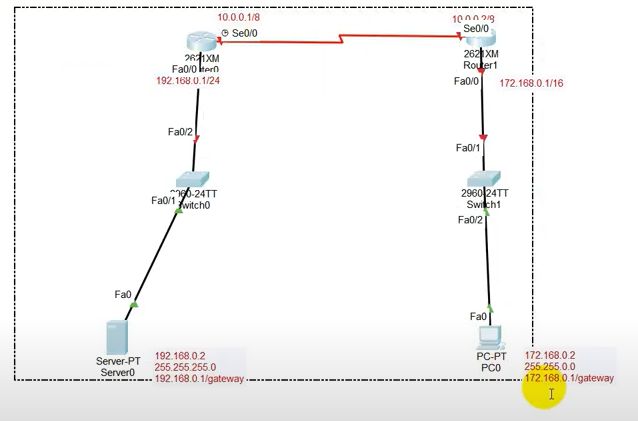 10.0.0.1/8
10.0.0.2/8
Se0/0
Se0/0
2621XM
Fa0/0
192.168.0.1/24
2621XM
Router1
Fa0/0
172.168.0.1/16
Fa0/2
Fa0/1
2960-24TT
Switch0
Fa0/1
2960-24TT
Switch1
Fa0/2
Fa0
Fa0
Server-PT
Server0
192.168.0.2
255.255.255.0
192.168.0.1/gateway
PC-PT
PC0
172.168.0.2
255.255.0.0
172.168.0.1/gateway